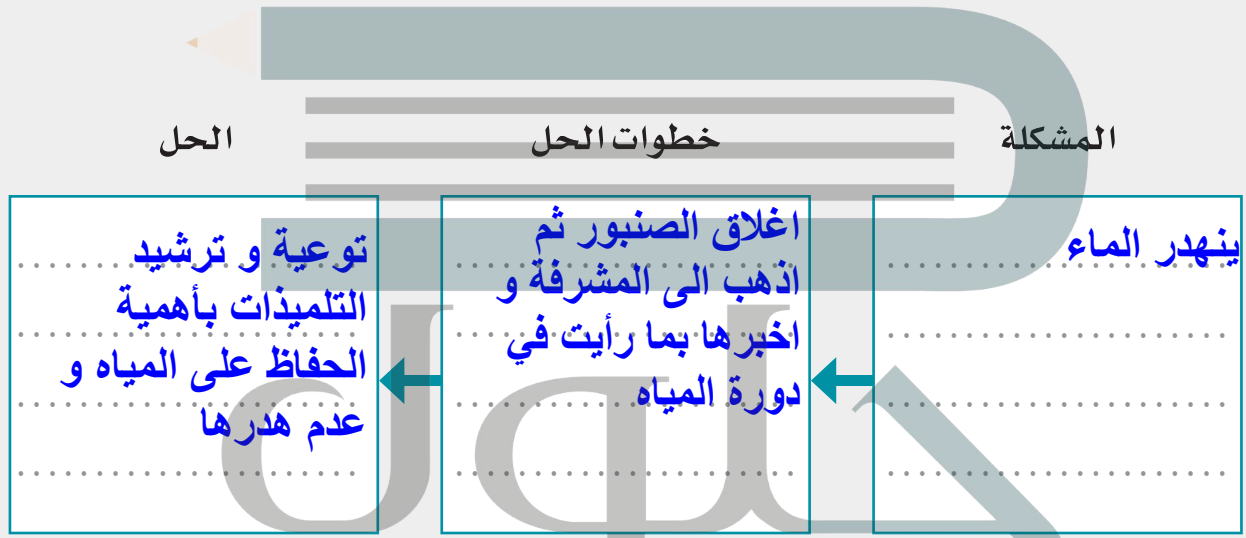 المشكلة
خطوات الحل
الحل
ينهدر الماء
اغلاق الصنبور ثم
اذهب الى المشرفة و
اخبرها بما رأيت في
دورة المياه
توعية و ترشيد
التلميذات بأهمية
الحفاظ على المياه و
عدم هدرها